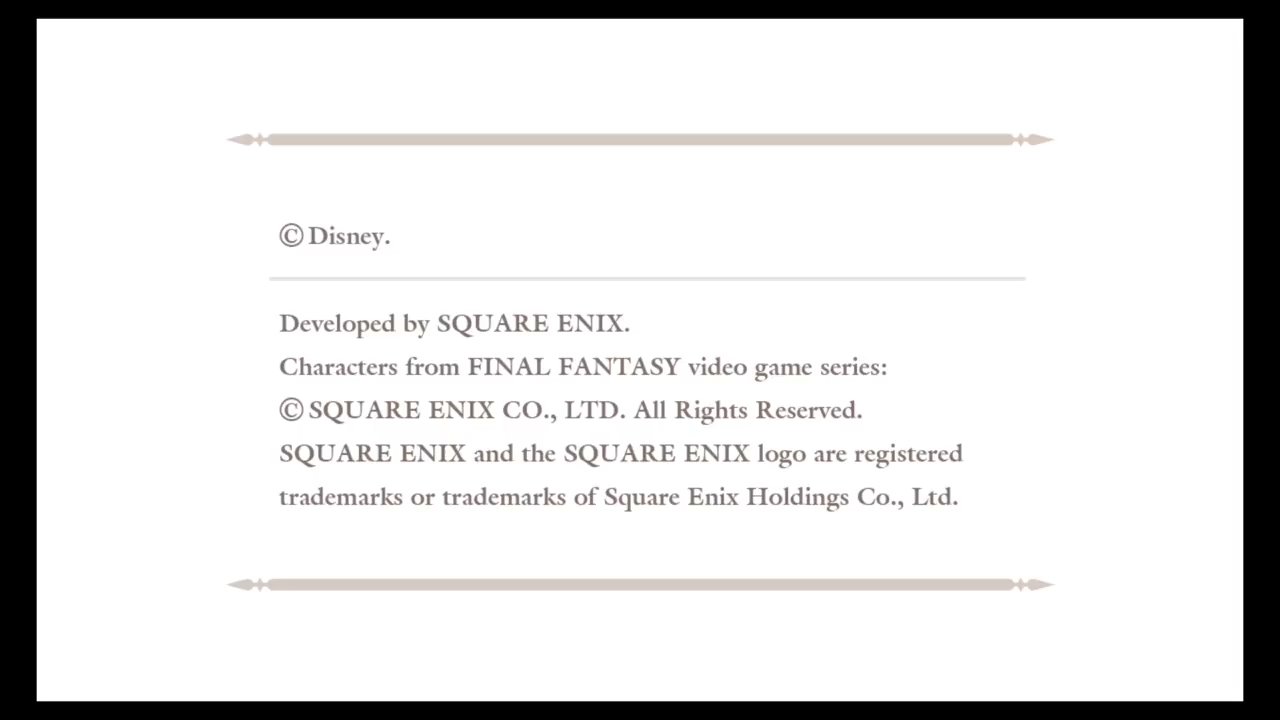 © Disney.
Developed by SQUARE ENIX.
Characters from FINAL FANTASY video game series:
© SQUARE ENIX CO., LTD. All Rights Reserved.
SQUARE ENIX and the SQUARE ENIX logo are registered
trademarks or trademarks of Square Enix Holdings Co., Ltd.